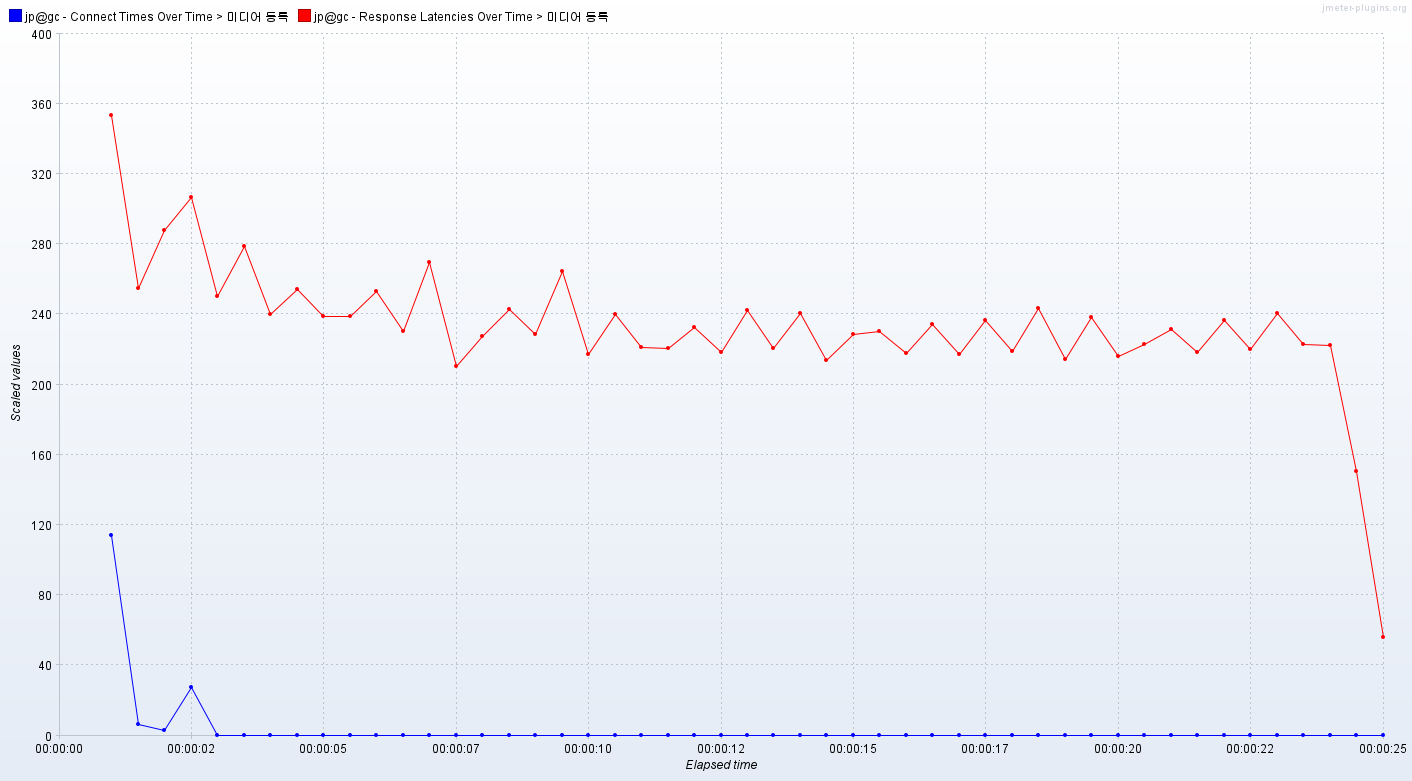 jp@gc - Connect Times Over Time > 미디어 등록 jp@gc - Response Latencies Over Time > 미디어 등록
jmeter-plugins.org
400
360
320
280
240
200
160
120
80
40
0
Scaled values
00:00:00 00:00:02 00:00:05 00:00:07 00:00:10 00:00:12 00:00:15 00:00:17 00:00:20 00:00:22 00:00:25
Elapsed time